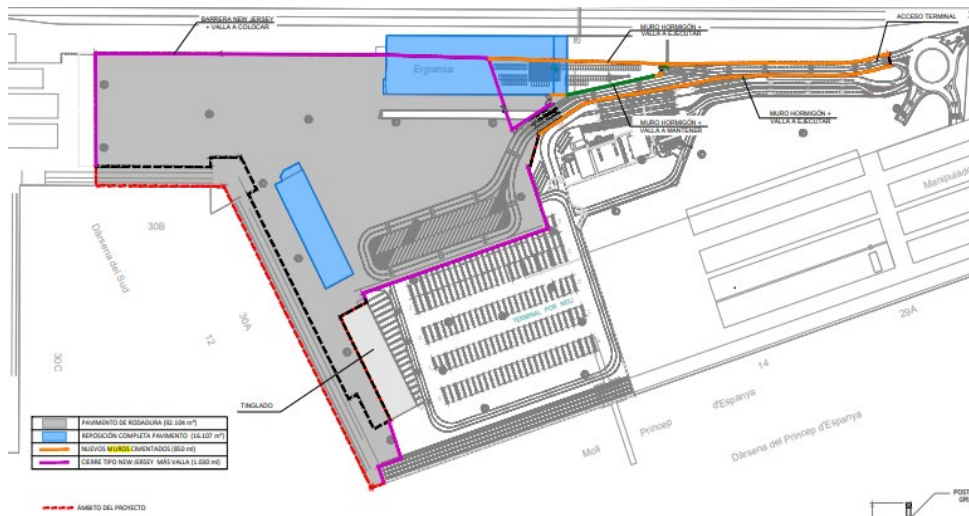 BARRERA NEW JERSEY
+ VALLA A COLOCAR
MURO HORMIGÓN +
VALLA A EJECUTAR
ACCESO TERMINAL
Ergransa
MURO HORMIGÓN +
VALLA A MANTENER
MURO HORMIGÓN +
VALLA A EJECUTAR
Manipulad
30B
Dàrsena del Sud
30A
12
30C
TERMINAL PORT NOU
29A
14
TINGLADO
d'Espanya
Príncep
Moll
Dàrsena del Príncep d'Espanya
PAVIMENTO DE RODADURA (92.104 m²)
REPOSICIÓN COMPLETA PAVIMENTO (16.107 m²)
NUEVOS MUROS CIMENTADOS (850 ml)
CIERRE TIPO NEW JERSEY MÁS VALLA (1.030 ml)
ÁMBITO DEL PROYECTO
POST